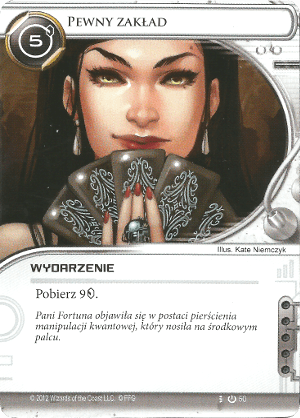 Pewny zakład
5
Illus. Kate Niemczyk
WYDARZENIE
Pobierz 9
Pani Fortuna objawiła się w postaci pierścienia
manipulacji kwantowej, który nosiła na środkowym
palcu.
© 2012 Wizards of the Coast LLC. © FFG
50